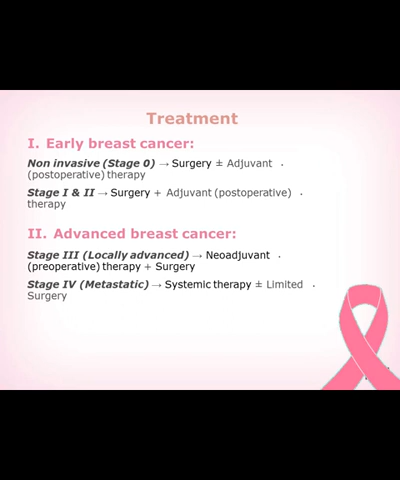 Treatment
I. Early breast cancer:
Non invasive (Stage 0) → Surgery ± Adjuvant ·
(postoperative) therapy
Stage I & II → Surgery + Adjuvant (postoperative) ·
therapy
II. Advanced breast cancer:
Stage III (Locally advanced) → Neoadjuvant ·
(preoperative) therapy + Surgery
Stage IV (Metastatic) → Systemic therapy ± Limited ·
Surgery